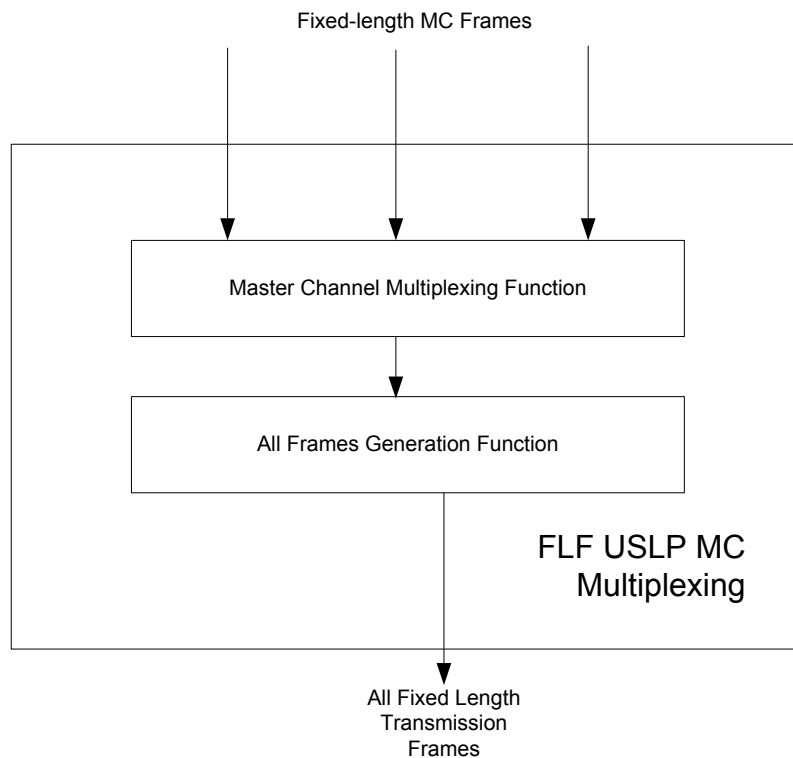 Fixed-length MC Frames
Master Channel Multiplexing Function
All Frames Generation Function
FLF USLP MC
Multiplexing
All Fixed Length
Transmission
Frames